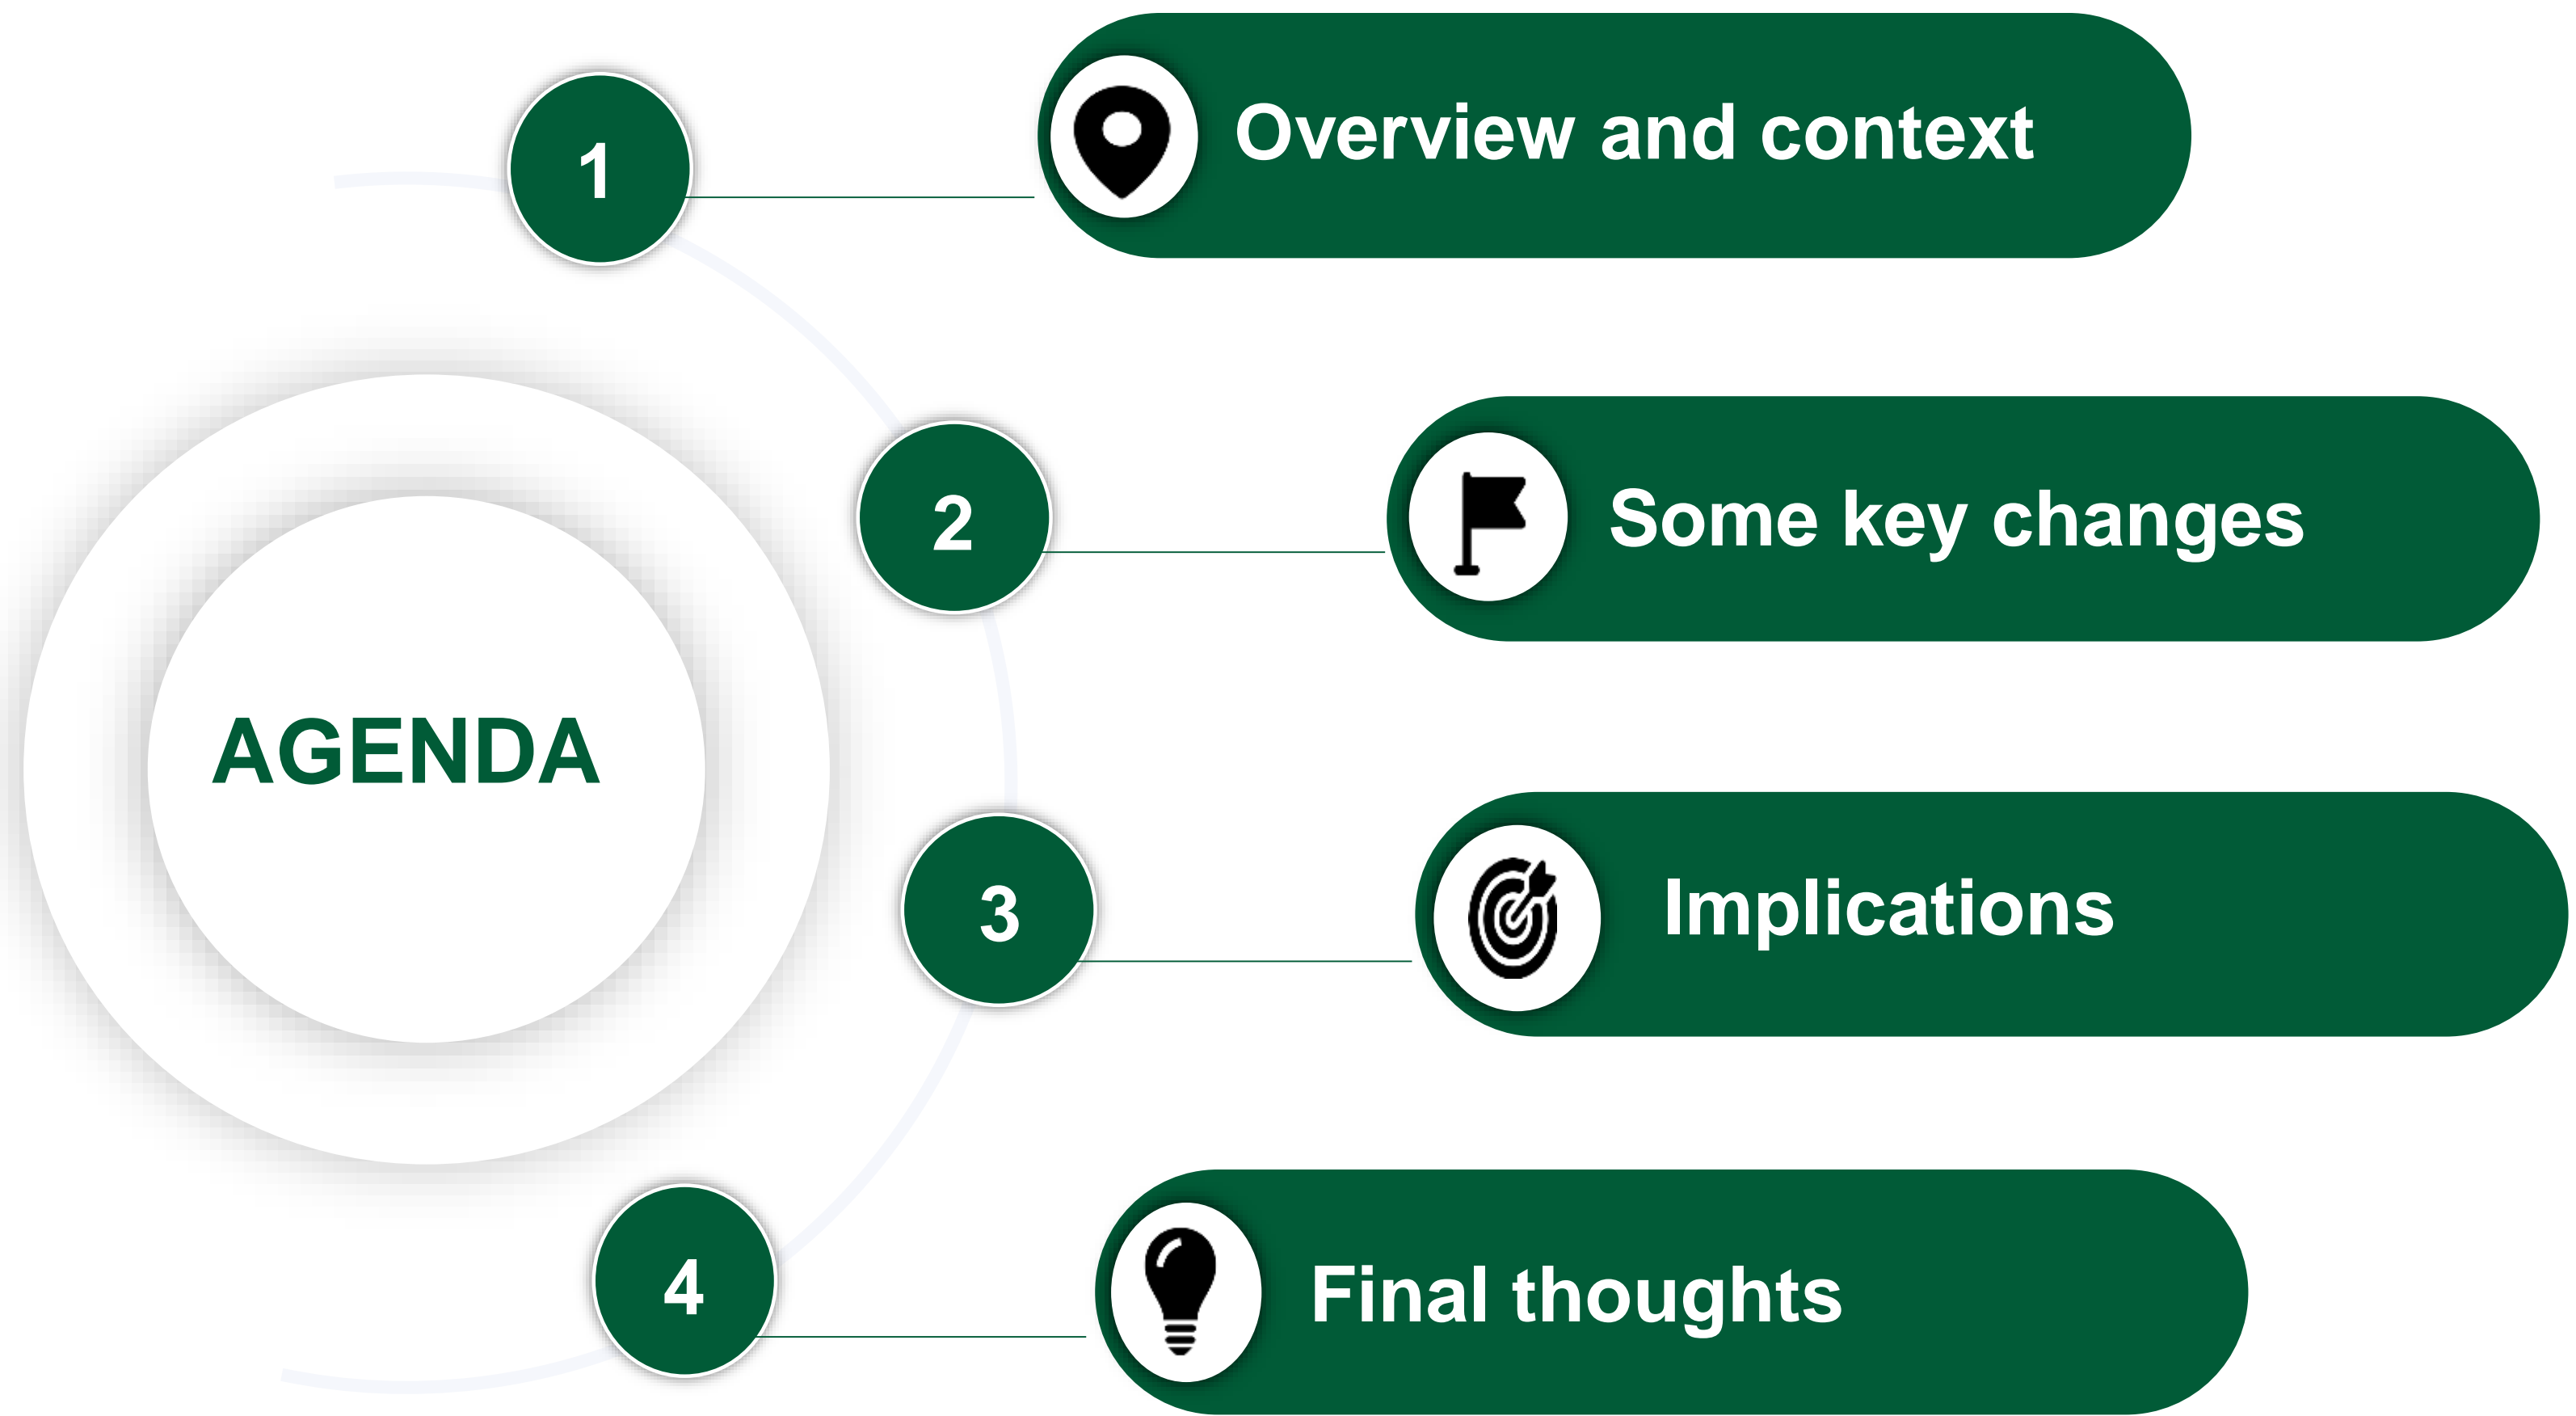 1
Overview and context
2
Some key changes
AGENDA
3
Implications
4
Final thoughts